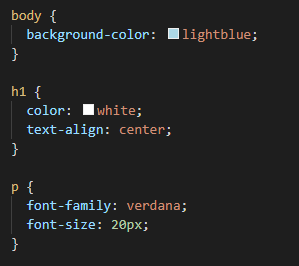 body {
  background-color: lightblue;
}

h1 {
  color: white;
  text-align: center;
}

p {
  font-family: verdana;
  font-size: 20px;
}